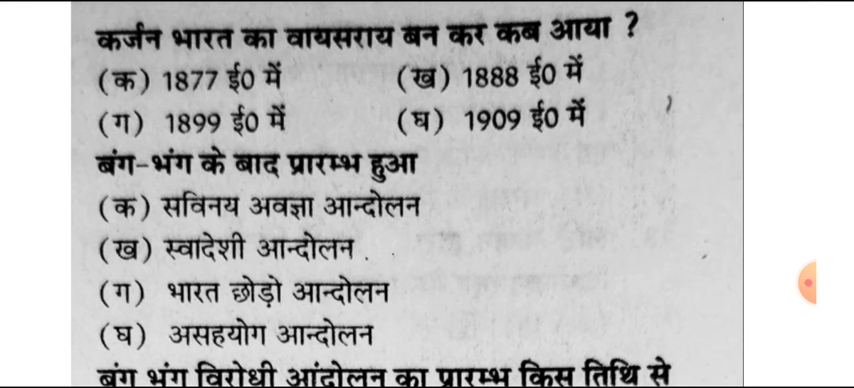 कर्जन भारत का वायसराय बन कर कब आया ?
(क) 1877 ई0 में (ख) 1888 ई0 में
(ग) 1899 ई0 में (घ) 1909 ई0 में
बंग-भंग के बाद प्रारम्भ हुआ
(क) सविनय अवज्ञा आन्दोलन
(ख) स्वादेशी आन्दोलन
(ग) भारत छोड़ो आन्दोलन
(घ) असहयोग आन्दोलन
बंग भंग विरोधी आंदोलन का प्रारम्भ किस तिथि से